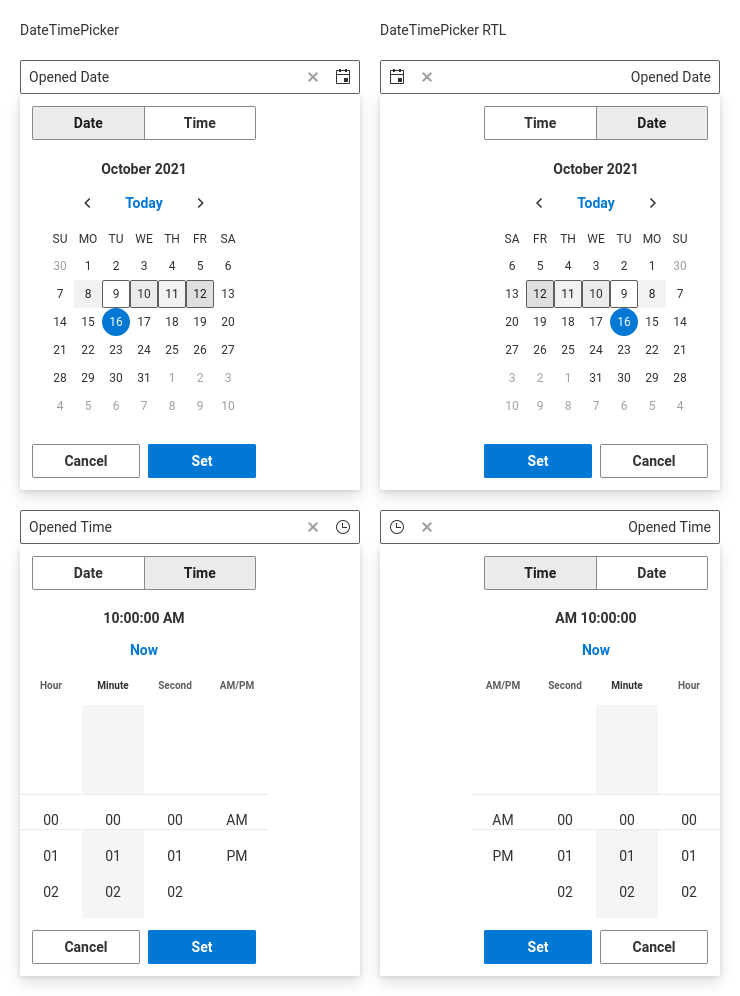 DateTimePicker
DateTimePicker RTL
Opened Date
Opened Date
Date Time
Time Date
October 2021
October 2021
Today
Today
SU MO TU WE TH FR SA
SA FR TH WE TU MO SU
30 1 2 3 4 5 6
6 5 4 3 2 1 30
7 8 9 10 11 12 13
13 12 11 10 9 8 7
14 15 16 17 18 19 20
20 19 18 17 16 15 14
21 22 23 24 25 26 27
27 26 25 24 23 22 21
28 29 30 31 1 2 3
3 2 1 31 30 29 28
4 5 6 7 8 9 10
10 9 8 7 6 5 4
Cancel Set
Set Cancel
Opened Time
Opened Time
Date Time
Time Date
10:00:00 AM
AM 10:00:00
Now
Now
Hour Minute Second AM/PM
AM/PM Second Minute Hour
00 00 00 AM
AM 00 00 00
01 01 01 PM
PM 01 01 01
02 02 02
02 02 02
Cancel Set
Set Cancel